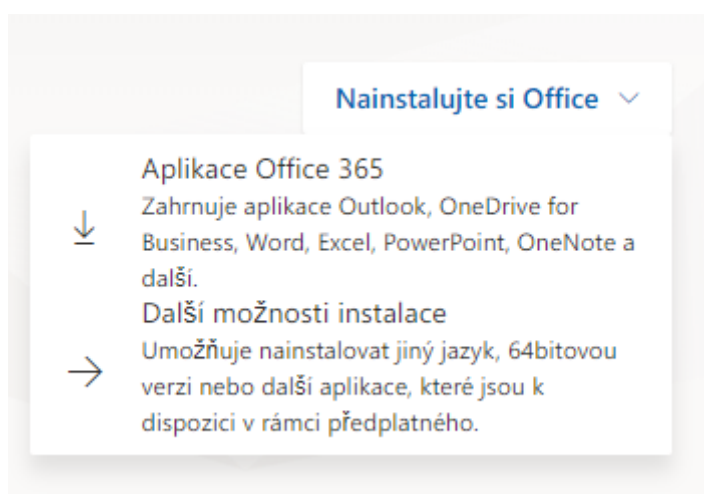 Nainstalujte si Office
Aplikace Office 365
Zahrnuje aplikace Outlook, OneDrive for
Business, Word, Excel, PowerPoint, OneNote a
další.
Další možnosti instalace
Umožňuje nainstalovat jiný jazyk, 64bitovou
verzi nebo další aplikace, které jsou k
dispozici v rámci předplatného.